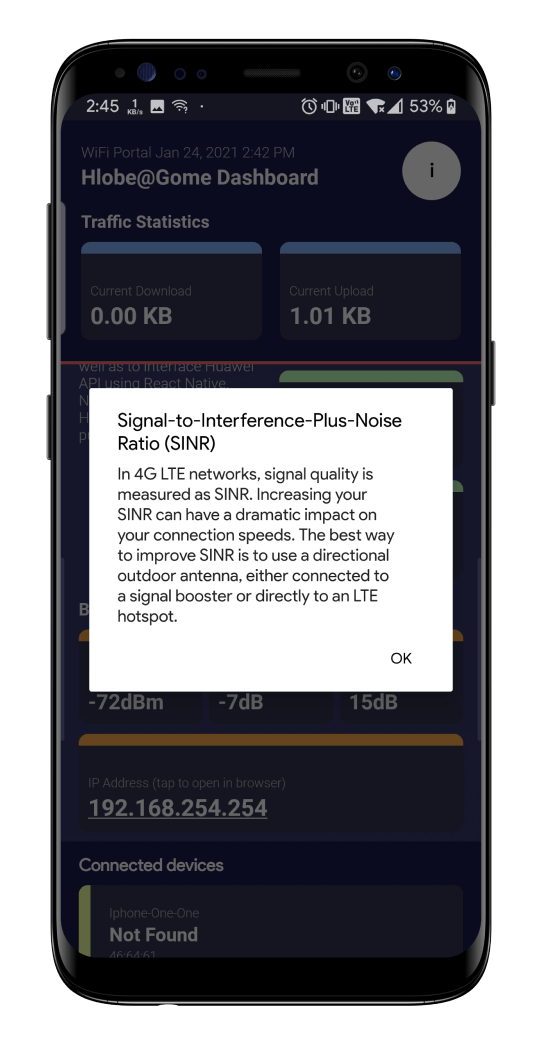 2:45 1 KB/s Vo)) LTE 53%
WiFi Portal Jan 24, 2021 2:42 PM
Hlobe@Gome Dashboard
i
Traffic Statistics
Current Download Current Upload
0.00 KB 1.01 KB
well as to Interface Huawei
API using React Native.
N
H
p
Signal-to-Interference-Plus-Noise
Ratio (SINR)
In 4G LTE networks, signal quality is
measured as SINR. Increasing your
SINR can have a dramatic impact on
your connection speeds. The best way
to improve SINR is to use a directional
outdoor antenna, either connected to
a signal booster or directly to an LTE
hotspot.
OK
B
-72dBm -7dB 15dB
IP Address (tap to open in browser)
192.168.254.254
Connected devices
Iphone-One-One
Not Found
46:64:61